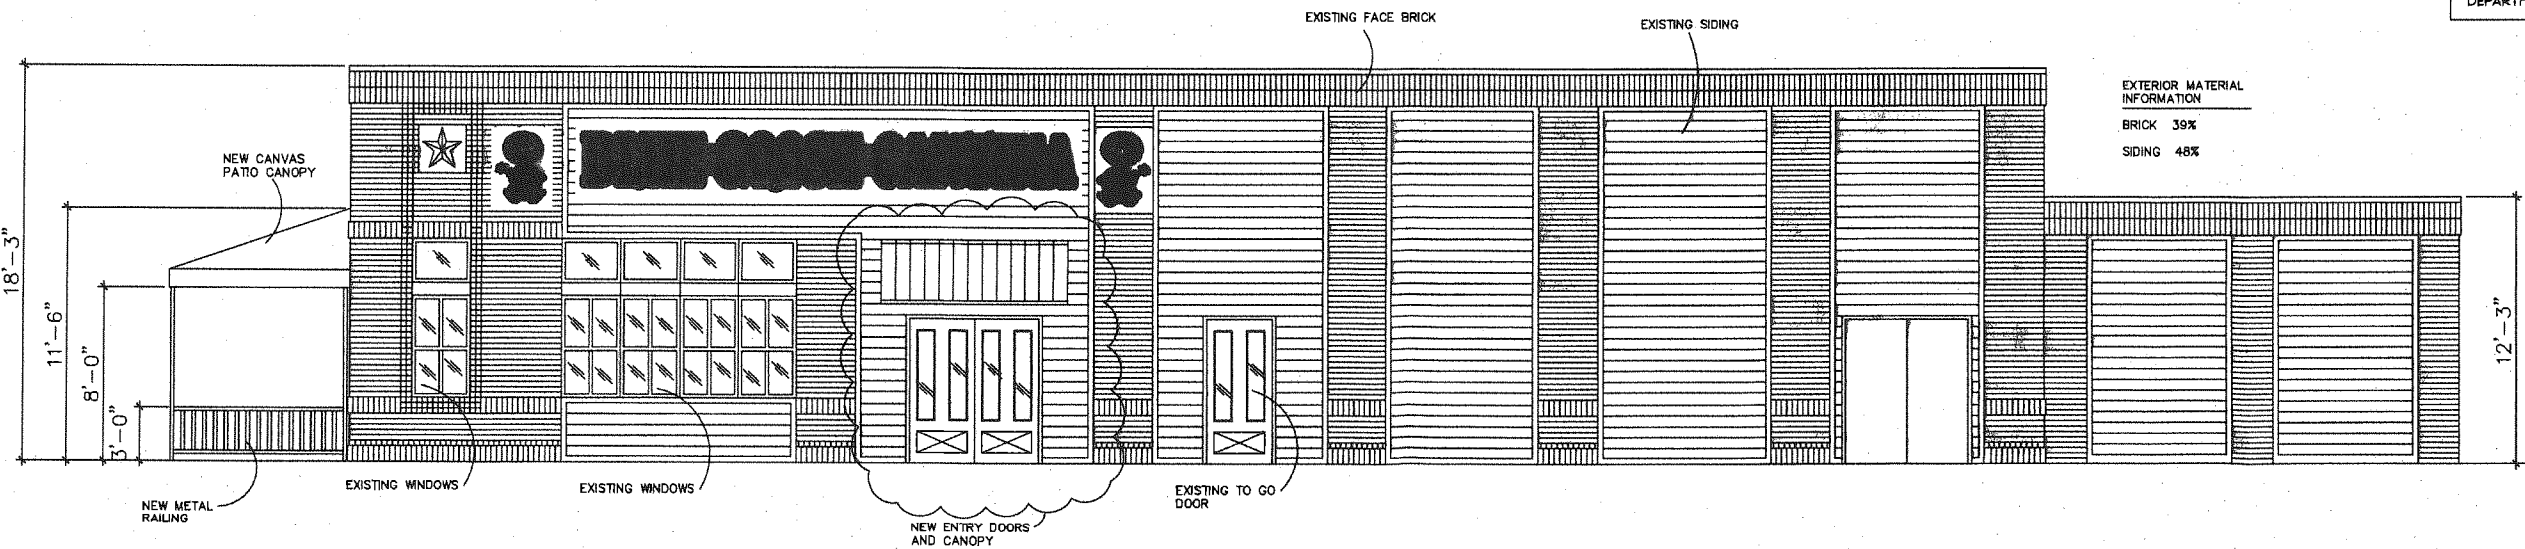 EXISTING FACE BRICK
EXISTING SIDING
EXTERIOR MATERIAL
INFORMATION
BRICK 39%
SIDING 48%
NEW CANVAS
PATIO CANOPY
18'-3"
11'-6"
8'-0"
3'-0"
12'-3"
EXISTING WINDOWS
EXISTING WINDOWS
EXISTING TO GO
DOOR
NEW METAL
RAILING
NEW ENTRY DOORS
AND CANOPY